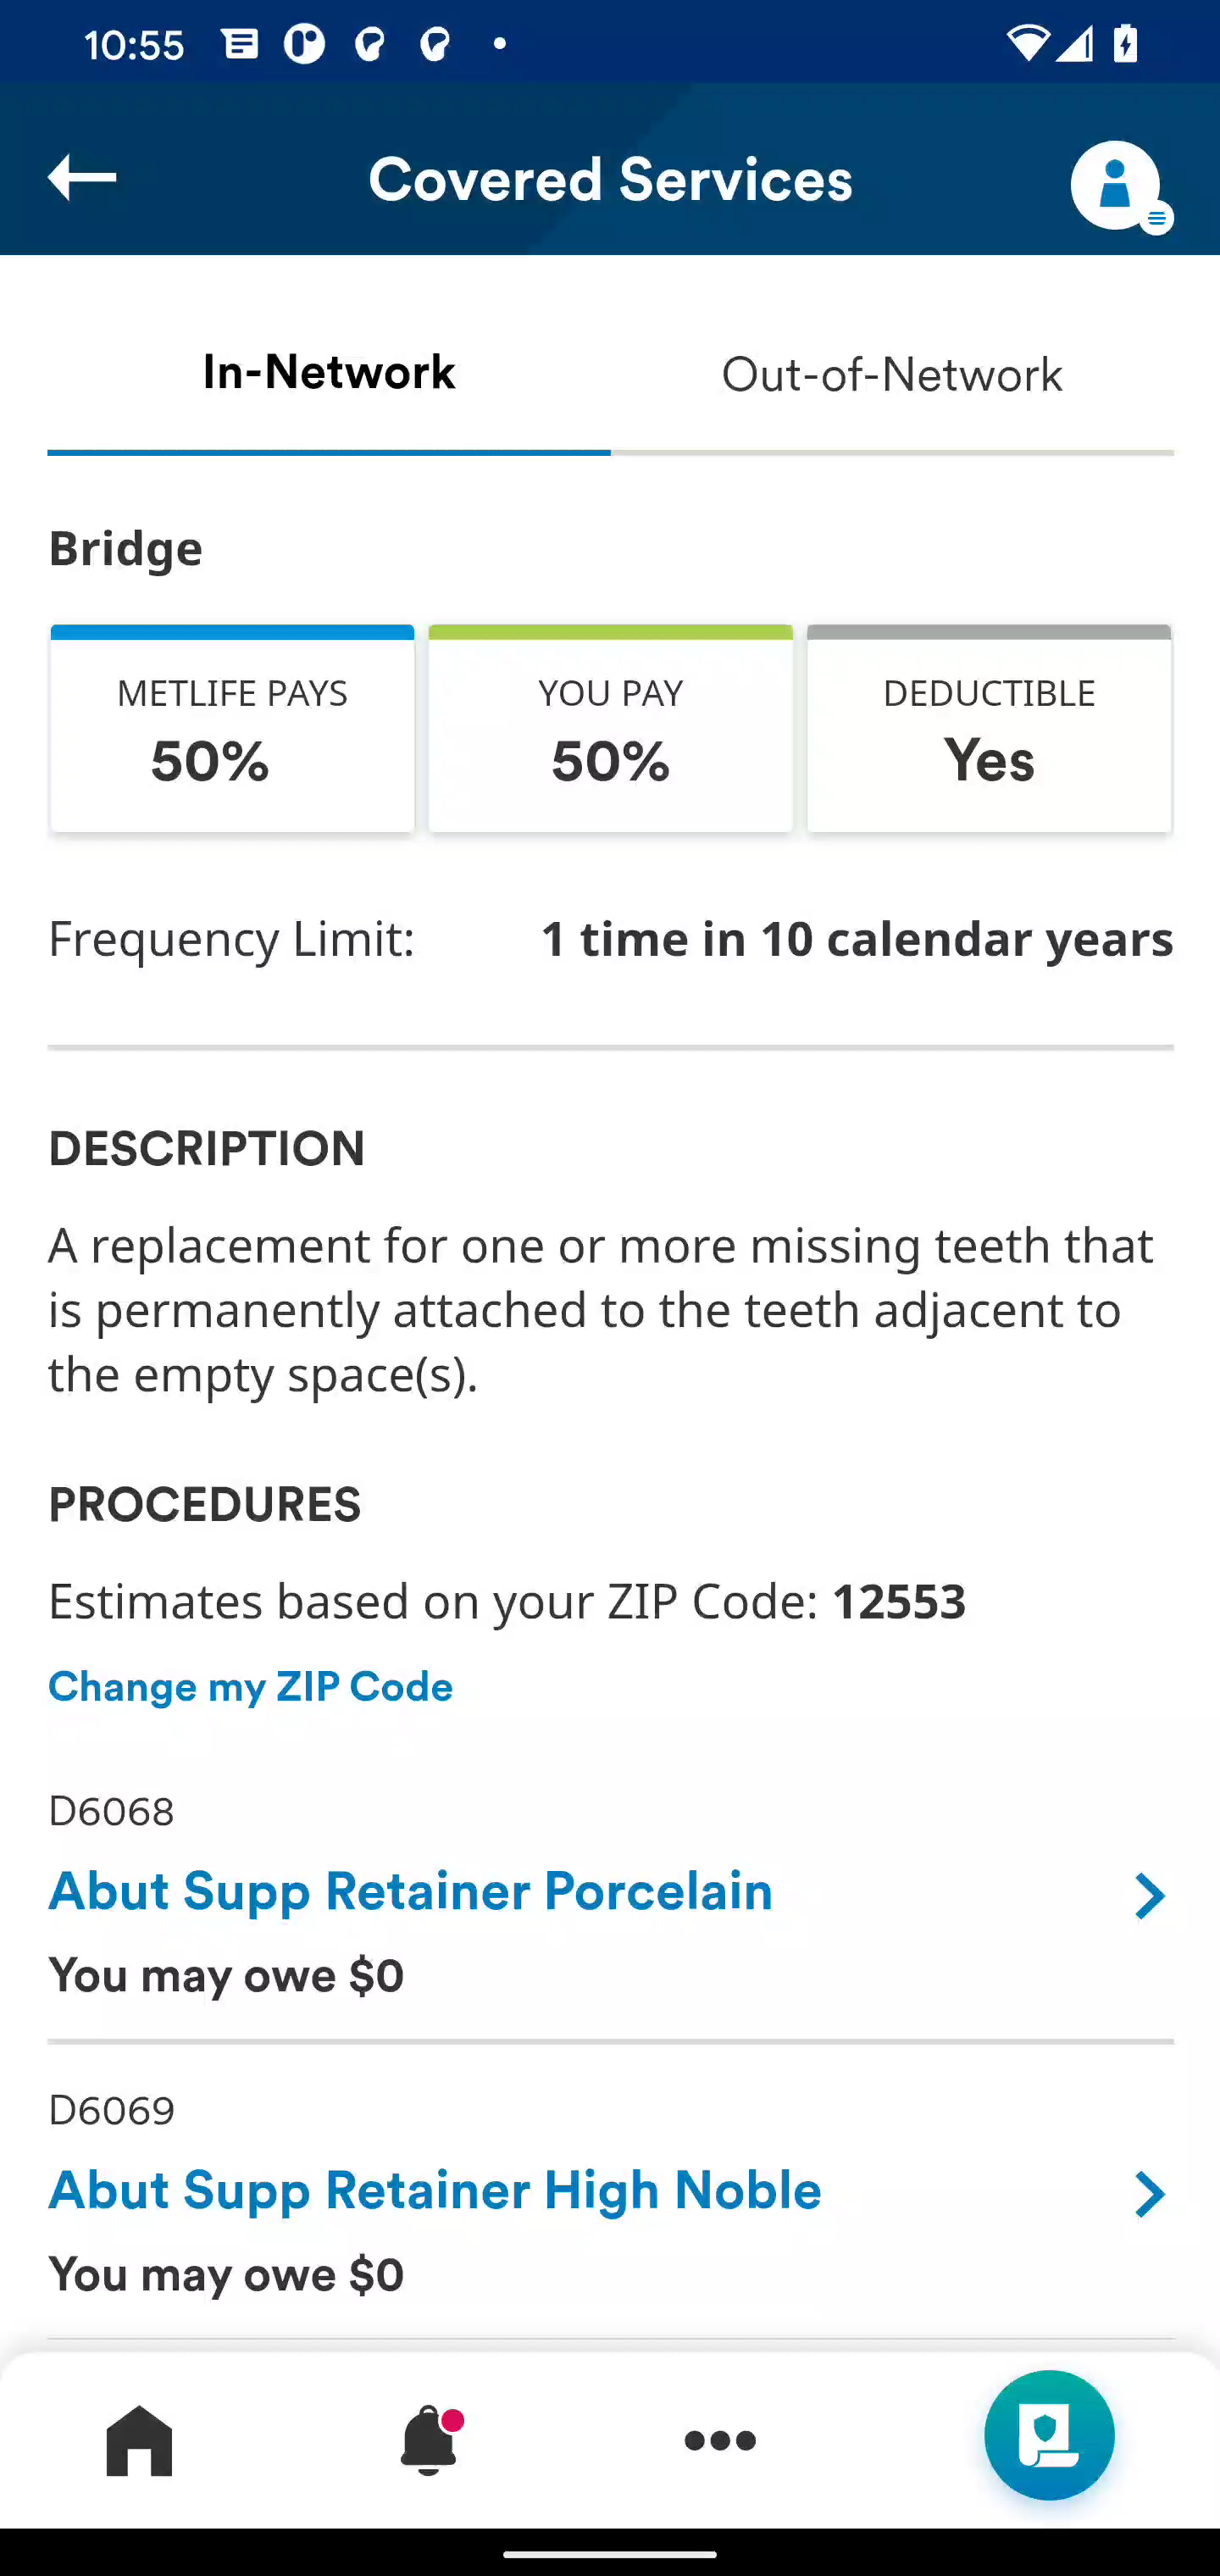 10:55
Covered Services
In-Network
Out-of-Network
Bridge
METLIFE PAYS
50%
YOU PAY
50%
DEDUCTIBLE
Yes
Frequency Limit:
1 time in 10 calendar years
DESCRIPTION
A replacement for one or more missing teeth that
is permanently attached to the teeth adjacent to
the empty space(s).
PROCEDURES
Estimates based on your ZIP Code: 12553
Change my ZIP Code
D6068
Abut Supp Retainer Porcelain
You may owe $0
D6069
Abut Supp Retainer High Noble
You may owe $0